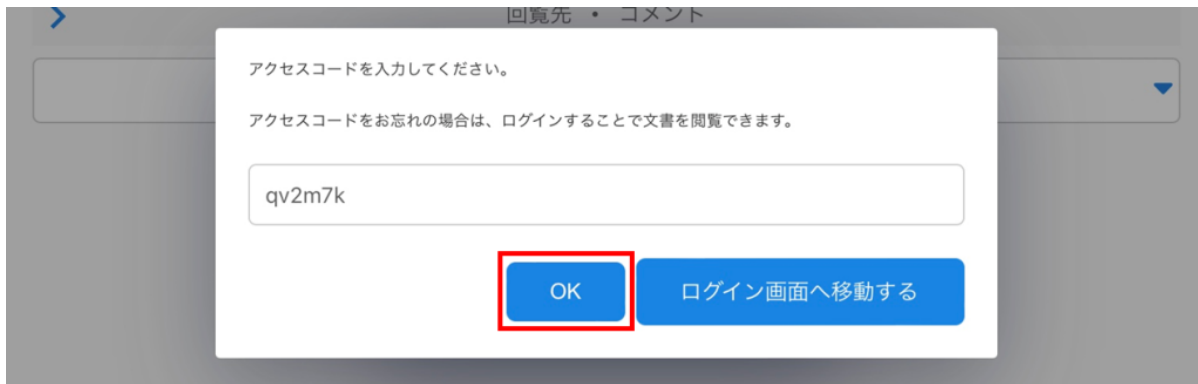 回覧先 ・ コメント
アクセスコードを入力してください。
アクセスコードをお忘れの場合は、ログインすることで文書を閲覧できます。
qv2m7k
OK
ログイン画面へ移動する